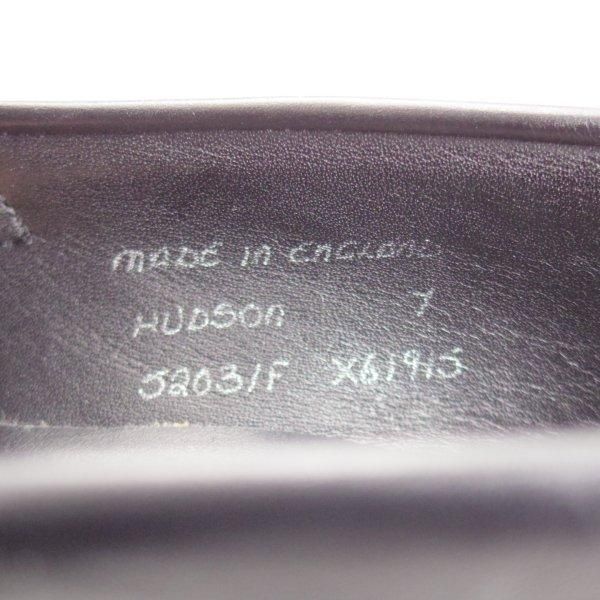 MADE IN ENGLAND
HUDSON 7
5203/F X61915